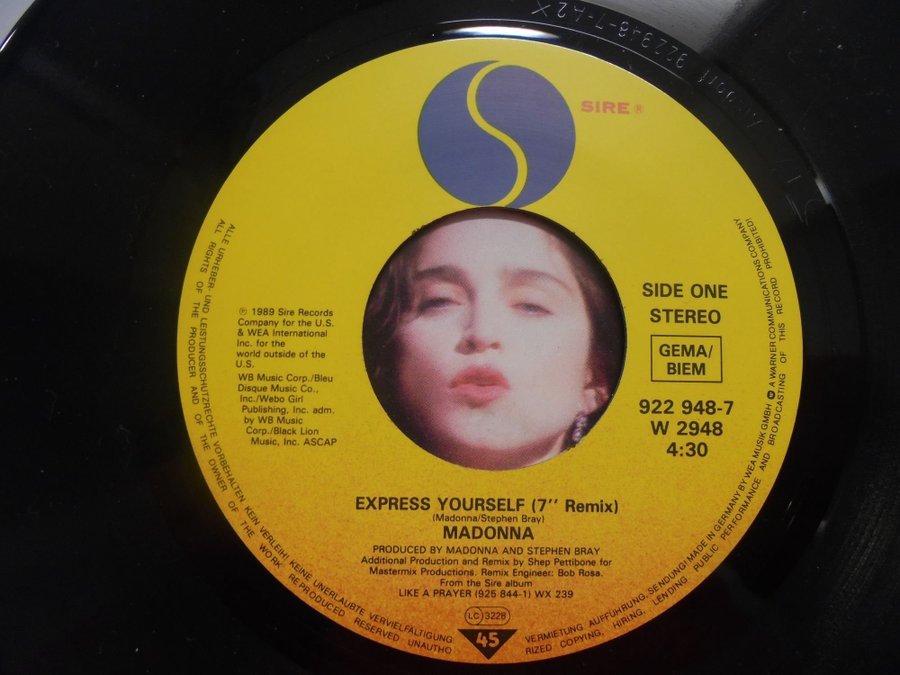 922948-7-A2X
SIRE ®
SIDE ONE
STEREO
GEMA/
BIEM
922 948-7
W 2948
4:30
℗ 1989 Sire Records
Company for the U.S.
& WEA International
Inc. for the
world outside of the
U.S.
WB Music Corp./Bleu
Disque Music Co.,
Inc./Webo Girl
Publishing, Inc. adm.
by WB Music
Corp./Black Lion
Music, Inc. ASCAP
EXPRESS YOURSELF (7'' Remix)
(Madonna/Stephen Bray)
MADONNA
PRODUCED BY MADONNA AND STEPHEN BRAY
Additional Production and Remix by Shep Pettibone for
Mastermix Productions. Remix Engineer: Bob Rosa.
From the Sire album
LIKE A PRAYER (925 844-1) WX 239
LC 3228
45
ALLE URHEBER- UND LEISTUNGSSCHUTZRECHTE VORBEHALTEN KEIN VERLEIH! KEINE UNERLAUBTE VERVIELFÄLTIGUNG,
VERMIETUNG, AUFFÜHRUNG, SENDUNG! MADE IN GERMANY BY WEA MUSIK GMBH A WARNER COMMUNICATIONS COMPANY
ALL RIGHTS OF THE PRODUCER AND OF THE OWNER OF THE WORK REPRODUCED RESERVED UNAUTHO
RIZED COPYING, HIRING, LENDING PUBLIC PERFORMANCE AND BROADCASTING OF THIS RECORD PROHIBITED!